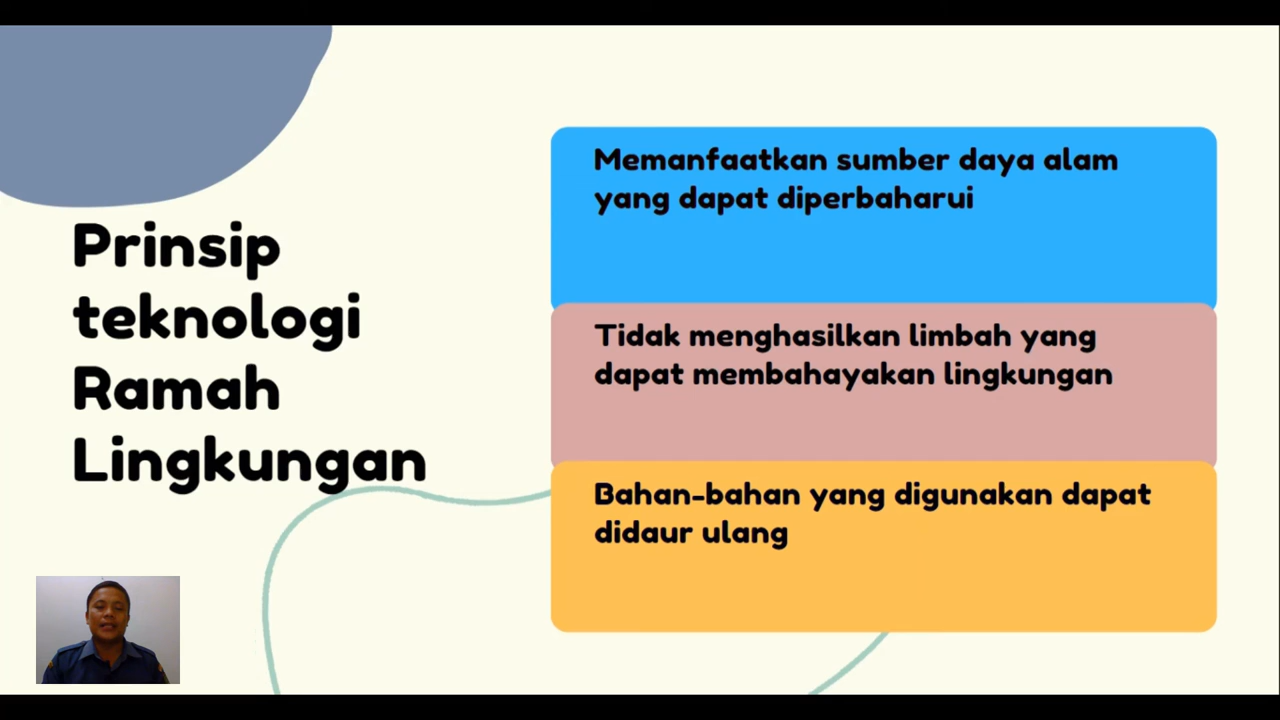 Prinsip
teknologi
Ramah
Lingkungan
Memanfaatkan sumber daya alam
yang dapat diperbaharui
Tidak menghasilkan limbah yang
dapat membahayakan lingkungan
Bahan-bahan yang digunakan dapat
didaur ulang